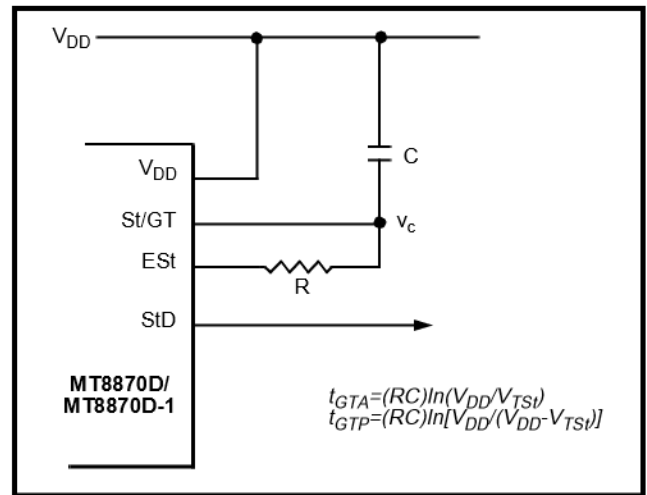 VDD
C
VDD
St/GT
vc
ESt
R
StD
MT8870D/
MT8870D-1
tGTA=(RC)ln(VDD/VTSt)
tGTP=(RC)ln[VDD/(VDD-VTSt)]